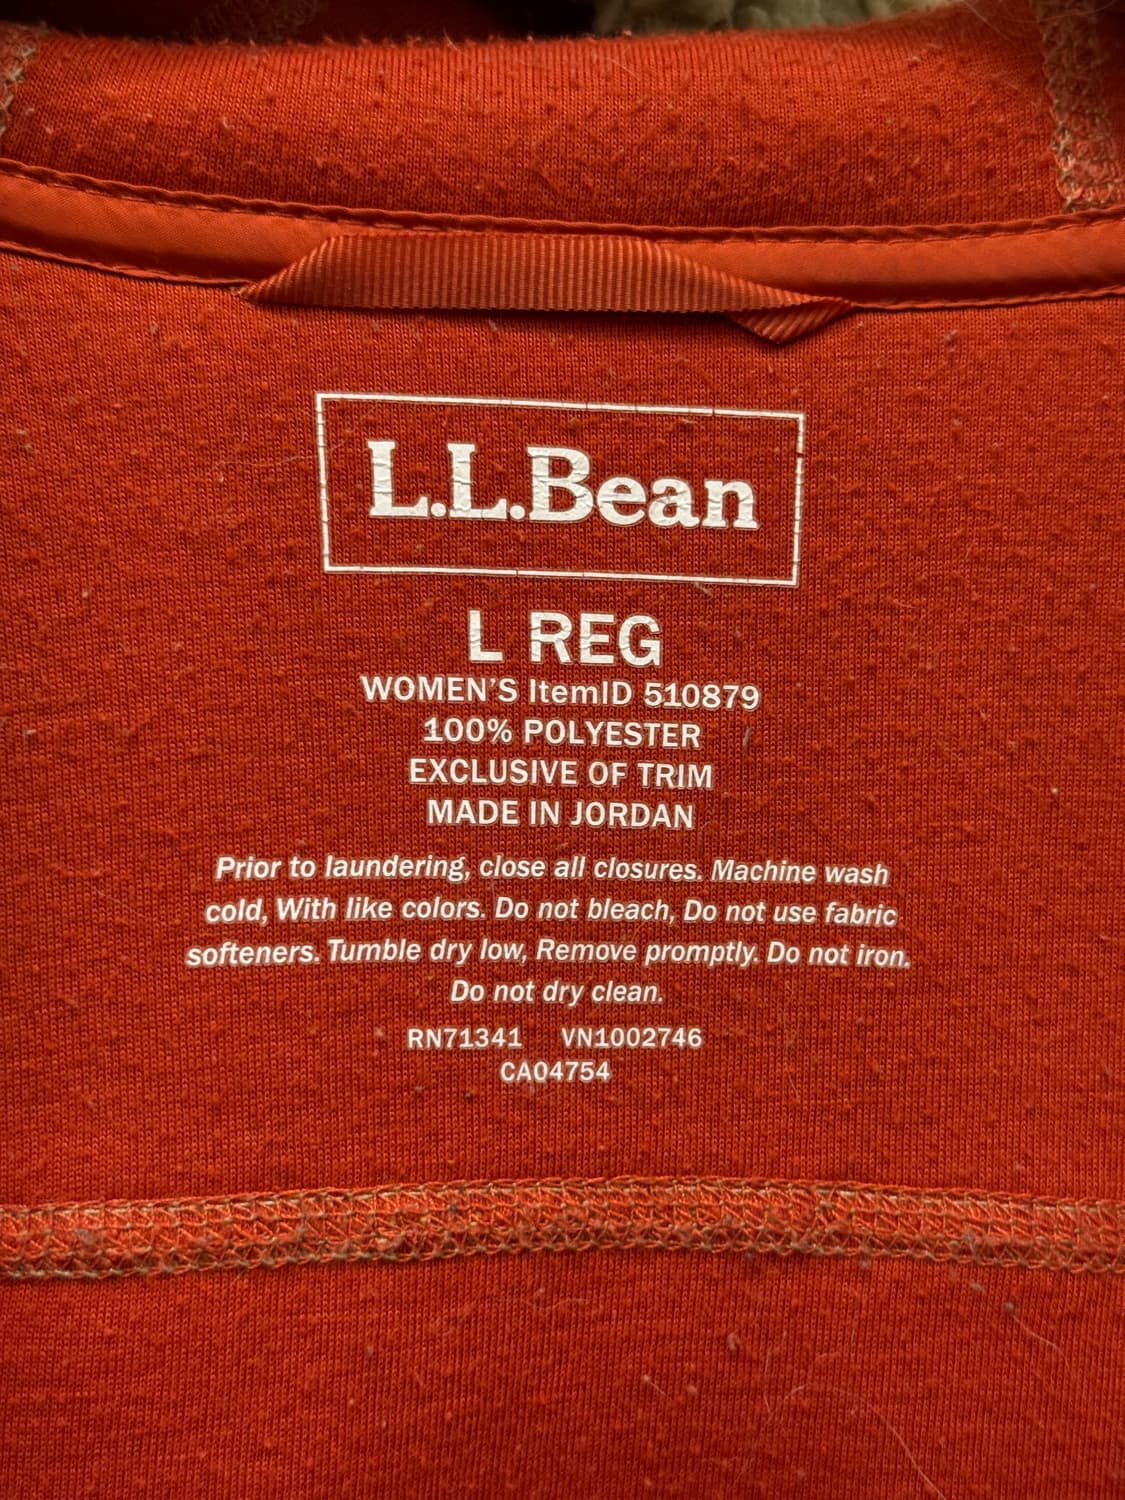 L.L.Bean
L REG
WOMEN'S ItemID 510879
100% POLYESTER
EXCLUSIVE OF TRIM
MADE IN JORDAN
Prior to laundering, close all closures. Machine wash
cold, With like colors. Do not bleach, Do not use fabric
softeners. Tumble dry low, Remove promptly. Do not iron.
Do not dry clean.
RN71341 VN1002746
CA04754